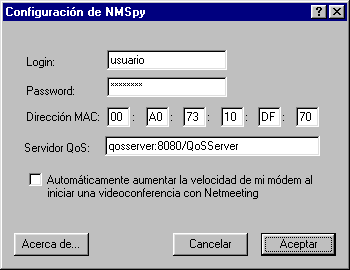 Configuración de NMSpy
Login: usuario
Password: ********
Dirección MAC: 00 : A0 : 73 : 10 : DF : 70
Servidor QoS: qosserver:8080/QoSServer
Automáticamente aumentar la velocidad de mi módem al
iniciar una videoconferencia con Netmeeting
Acerca de... Cancelar Aceptar